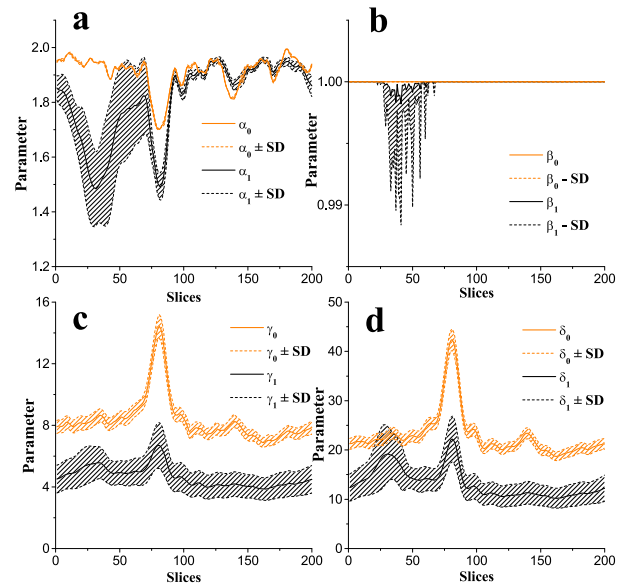 a
2.0
1.8
1.6
1.4
1.2
0 50 100 150 200
Parameter
Slices
α0
α0 ± SD
α1
α1 ± SD
b
1.00
0.99
0 50 100 150 200
Parameter
Slices
β0
β0 - SD
β1
β1 - SD
c
16
12
8
4
0
0 50 100 150 200
Parameter
Slices
γ0
γ0 ± SD
γ1
γ1 ± SD
d
50
40
30
20
10
0
0 50 100 150 200
Parameter
Slices
δ0
δ0 ± SD
δ1
δ1 ± SD